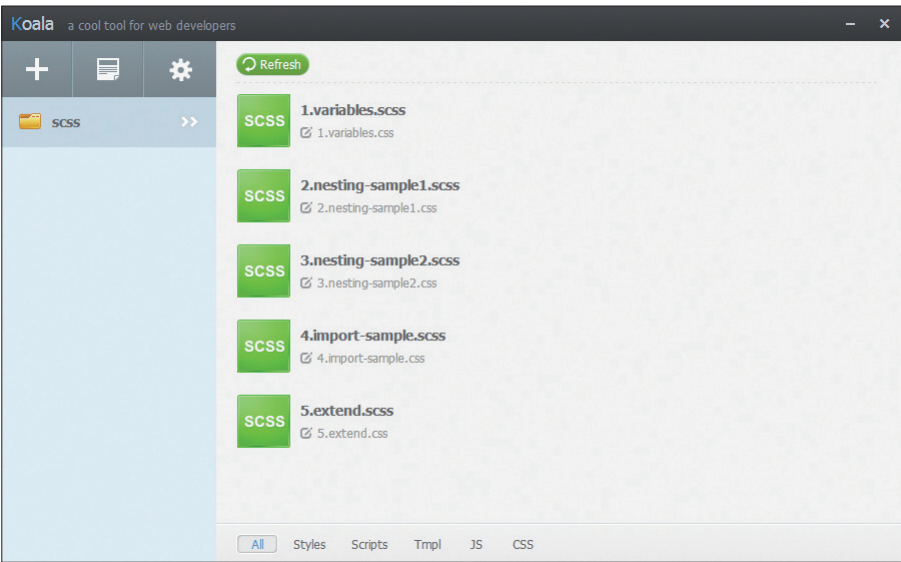 Koala a cool tool for web developers
scss
Refresh
SCSS
1.variables.scss
1.variables.css
SCSS
2.nesting-sample1.scss
2.nesting-sample1.css
SCSS
3.nesting-sample2.scss
3.nesting-sample2.css
SCSS
4.import-sample.scss
4.import-sample.css
SCSS
5.extend.scss
5.extend.css
All Styles Scripts Tmpl JS CSS